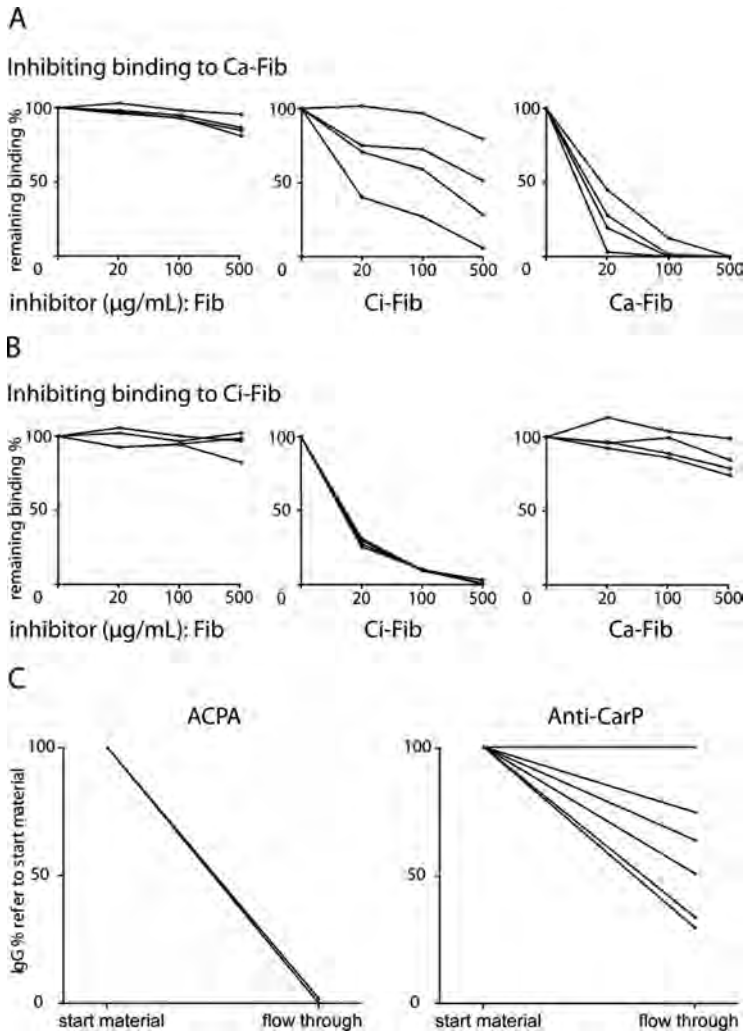 A
Inhibiting binding to Ca-Fib
remaining binding %
100
50
0
20
100
500
inhibitor (µg/mL): Fib
100
50
0
20
100
500
Ci-Fib
100
50
0
20
100
500
Ca-Fib
B
Inhibiting binding to Ci-Fib
remaining binding %
100
50
0
20
100
500
inhibitor (µg/mL): Fib
100
50
0
20
100
500
Ci-Fib
100
50
0
20
100
500
Ca-Fib
C
ACPA
IgG % refer to start material
100
50
0
start material
flow through
Anti-CarP
100
50
0
start material
flow through